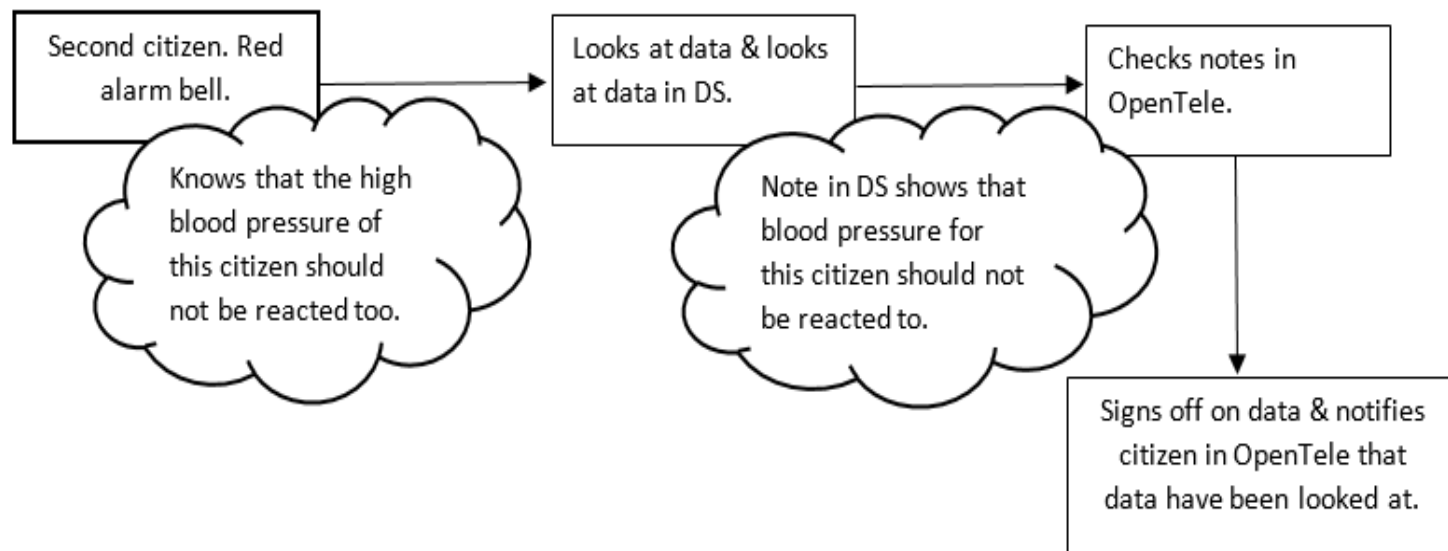 Second citizen. Red
alarm bell.
Looks at data & looks
at data in DS.
Checks notes in
OpenTele.
Knows that the high
blood pressure of
this citizen should
not be reacted too.
Note in DS shows that
blood pressure for
this citizen should not
be reacted to.
Signs off on data & notifies
citizen in OpenTele that
data have been looked at.